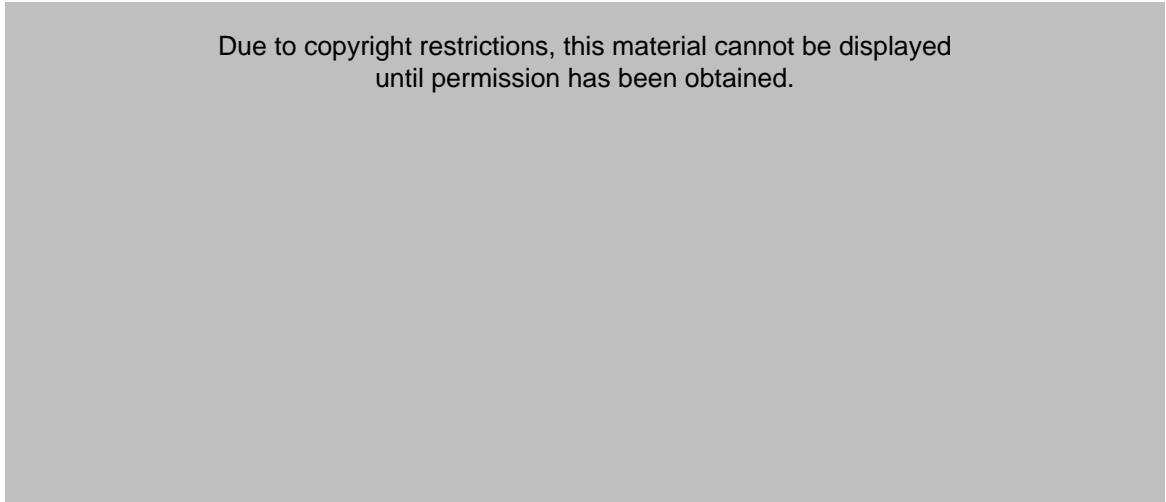 Due to copyright restrictions, this material cannot be displayed
until permission has been obtained.